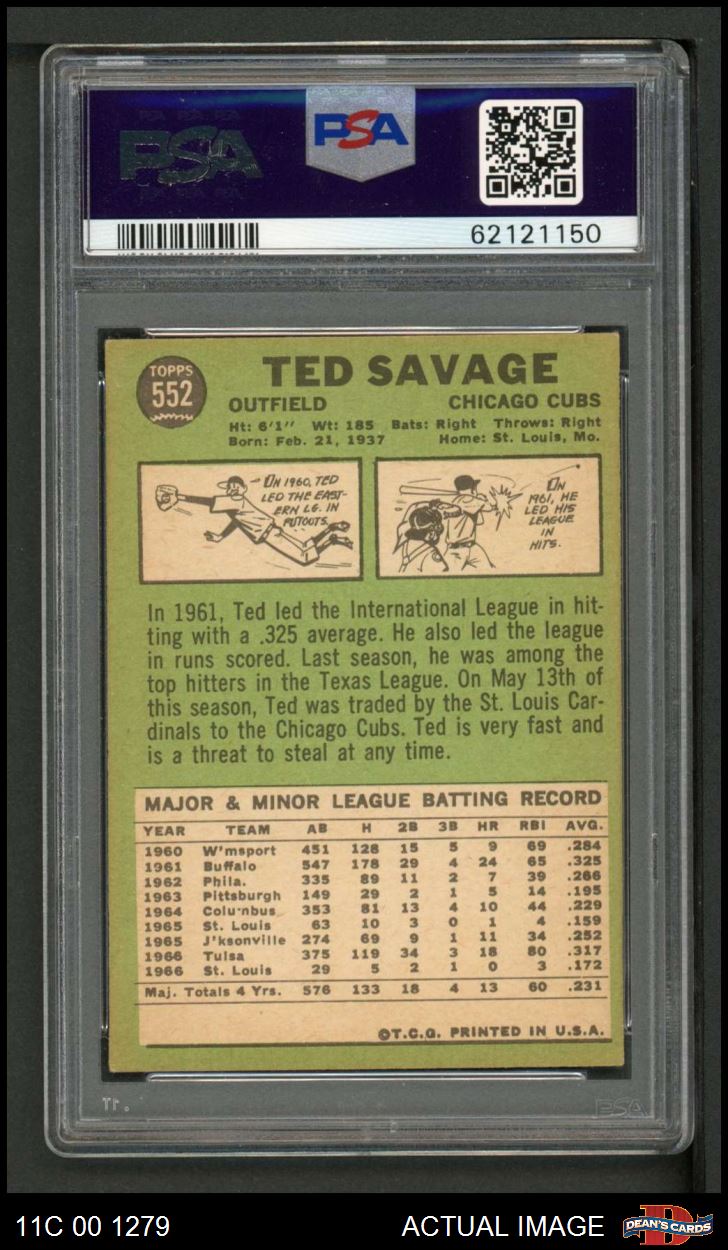 PSA
PSA
62121150
TOPPS
552
TED SAVAGE
OUTFIELD CHICAGO CUBS
Ht: 6'1" Wt: 185 Bats: Right Throws: Right
Born: Feb. 21, 1937 Home: St. Louis, Mo.
ON 1960, TED
LED THE EAST-
ERN LG. IN
PUTOUTS.
ON
1961, HE
LED HIS
LEAGUE
IN
HITS.
In 1961, Ted led the International League in hit-
ting with a .325 average. He also led the league
in runs scored. Last season, he was among the
top hitters in the Texas League. On May 13th of
this season, Ted was traded by the St. Louis Car-
dinals to the Chicago Cubs. Ted is very fast and
is a threat to steal at any time.
MAJOR & MINOR LEAGUE BATTING RECORD
YEAR TEAM AB H 2B 3B HR RBI AVG.
1960 W'msport 451 128 15 5 9 69 .284
1961 Buffalo 547 178 29 4 24 65 .325
1962 Phila. 335 89 11 2 7 39 .266
1963 Pittsburgh 149 29 2 1 5 14 .195
1964 Columbus 353 81 13 4 10 44 .229
1965 St. Louis 63 10 3 0 1 4 .159
1965 J'ksonville 274 69 9 1 11 34 .252
1966 Tulsa 375 119 34 3 18 80 .317
1966 St. Louis 29 5 2 1 0 3 .172
Maj. Totals 4 Yrs. 576 133 18 4 13 60 .231
©T.C.G. PRINTED IN U.S.A.
PSA
11C 00 1279 ACTUAL IMAGE DEAN'S CARDS